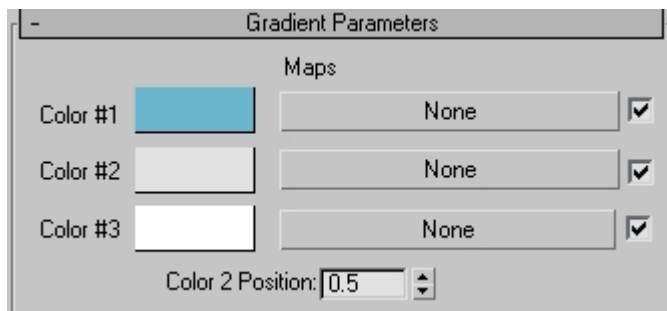 - Gradient Parameters
Maps
Color #1 None
Color #2 None
Color #3 None
Color 2 Position: 0.5